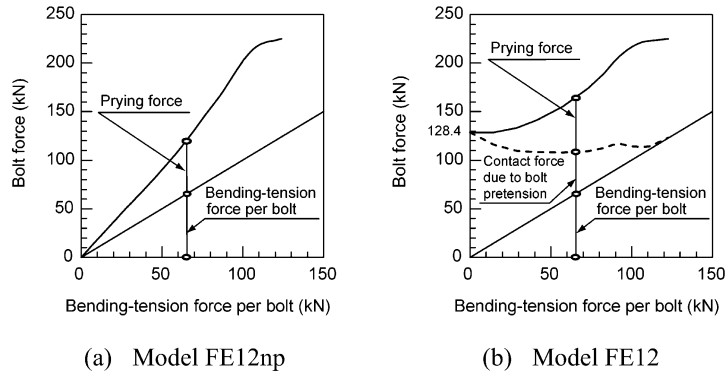 250
200
150
100
50
0
Bolt force (kN)
Prying force
Bending-tension
force per bolt
0 50 100 150
Bending-tension force per bolt (kN)
(a) Model FE12np
250
200
150
128.4
100
50
0
Bolt force (kN)
Prying force
Contact force
due to bolt
pretension
Bending-tension
force per bolt
0 50 100 150
Bending-tension force per bolt (kN)
(b) Model FE12